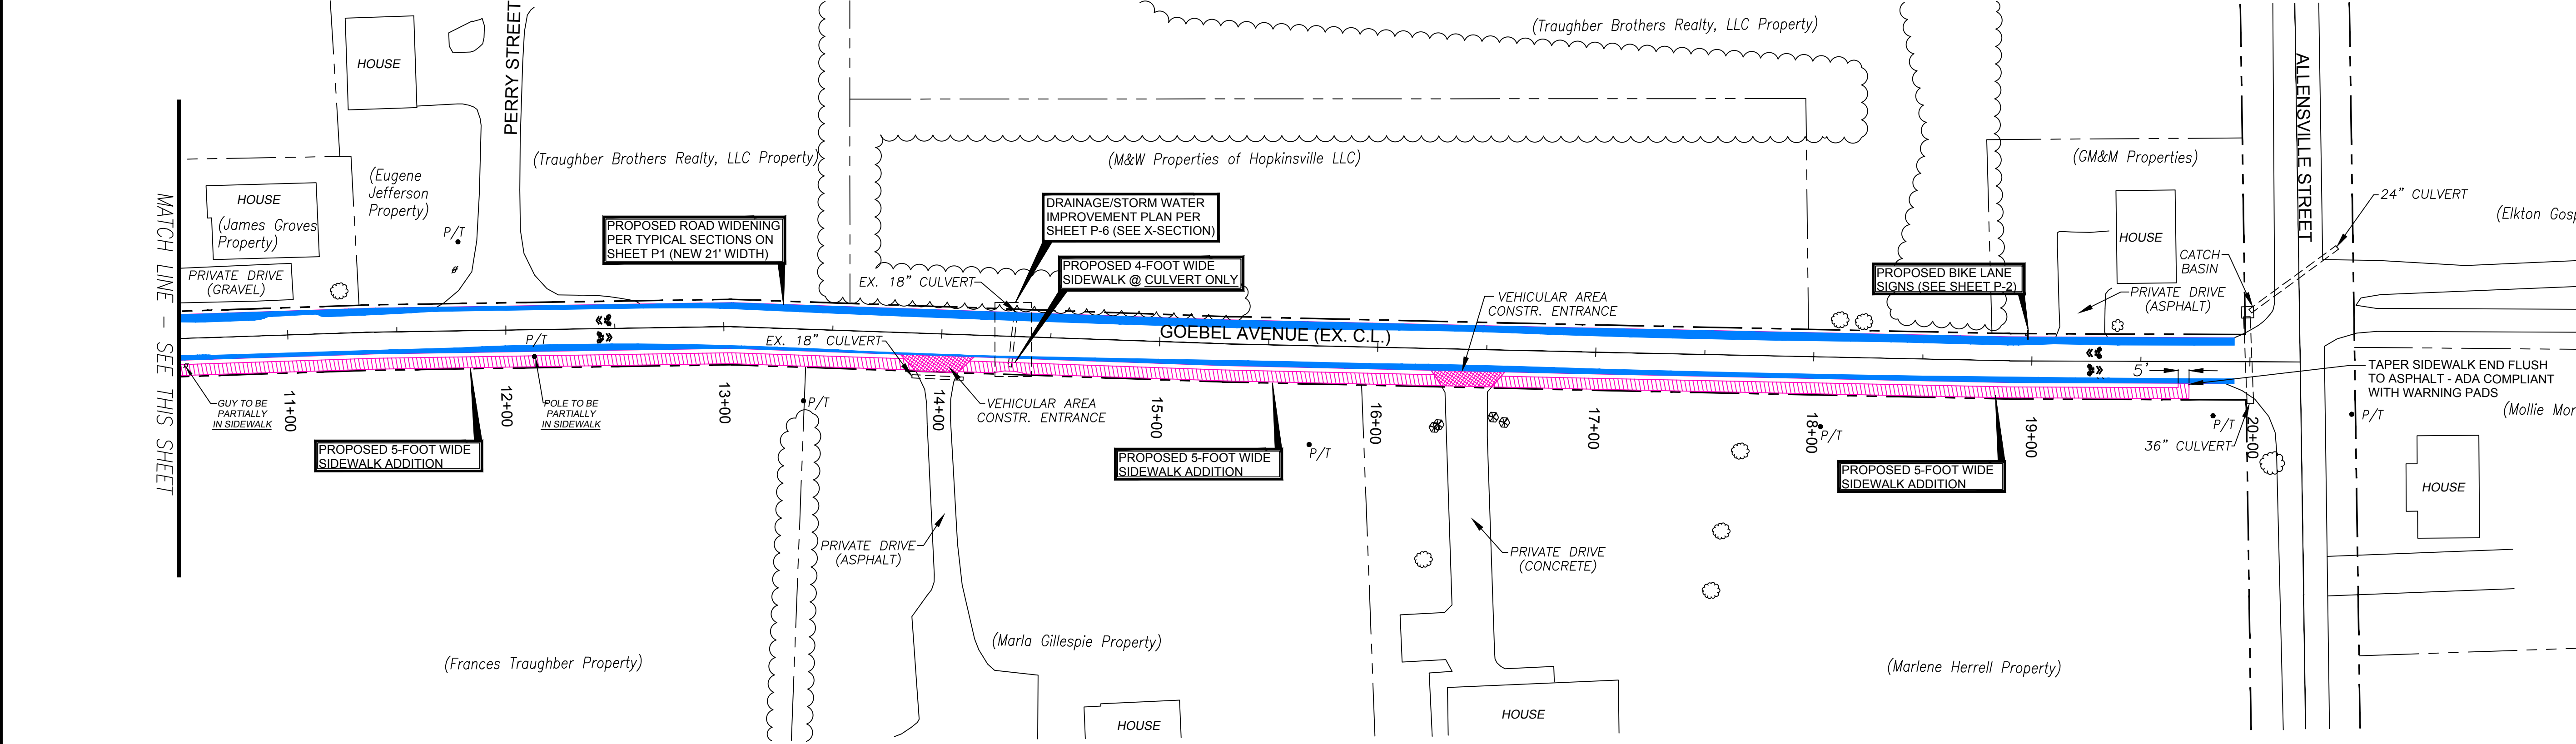 (Traughber Brothers Realty, LLC Property)
PERRY STREET
ALLENSVILLE STREET
HOUSE
(Eugene
Jefferson
Property)
(Traughber Brothers Realty, LLC Property)
(M&W Properties of Hopkinsville LLC)
(GM&M Properties)
24" CULVERT
MATCH LINE - SEE THIS SHEET
HOUSE
(James Groves
Property)
P/T
PRIVATE DRIVE
(GRAVEL)
PROPOSED ROAD WIDENING
PER TYPICAL SECTIONS ON
SHEET P1 (NEW 21' WIDTH)
DRAINAGE/STORM WATER
IMPROVEMENT PLAN PER
SHEET P-6 (SEE X-SECTION)
PROPOSED 4-FOOT WIDE
SIDEWALK @ CULVERT ONLY
EX. 18" CULVERT
VEHICULAR AREA
CONSTR. ENTRANCE
PROPOSED BIKE LANE
SIGNS (SEE SHEET P-2)
HOUSE
CATCH
BASIN
PRIVATE DRIVE
(ASPHALT)
(Elkton Gosp
GOEBEL AVENUE (EX. C.L.)
P/T
EX. 18" CULVERT
5'
TAPER SIDEWALK END FLUSH
TO ASPHALT - ADA COMPLIANT
WITH WARNING PADS
GUY TO BE
PARTIALLY
IN SIDEWALK
11+00
12+00
POLE TO BE
PARTIALLY
IN SIDEWALK
13+00
P/T
14+00
VEHICULAR AREA
CONSTR. ENTRANCE
15+00
16+00
17+00
18+00
P/T
19+00
P/T
20+00
P/T
(Mollie Mor
36" CULVERT
PROPOSED 5-FOOT WIDE
SIDEWALK ADDITION
PROPOSED 5-FOOT WIDE
SIDEWALK ADDITION
P/T
PROPOSED 5-FOOT WIDE
SIDEWALK ADDITION
HOUSE
PRIVATE DRIVE
(ASPHALT)
PRIVATE DRIVE
(CONCRETE)
(Frances Traughber Property)
(Marla Gillespie Property)
(Marlene Herrell Property)
HOUSE
HOUSE